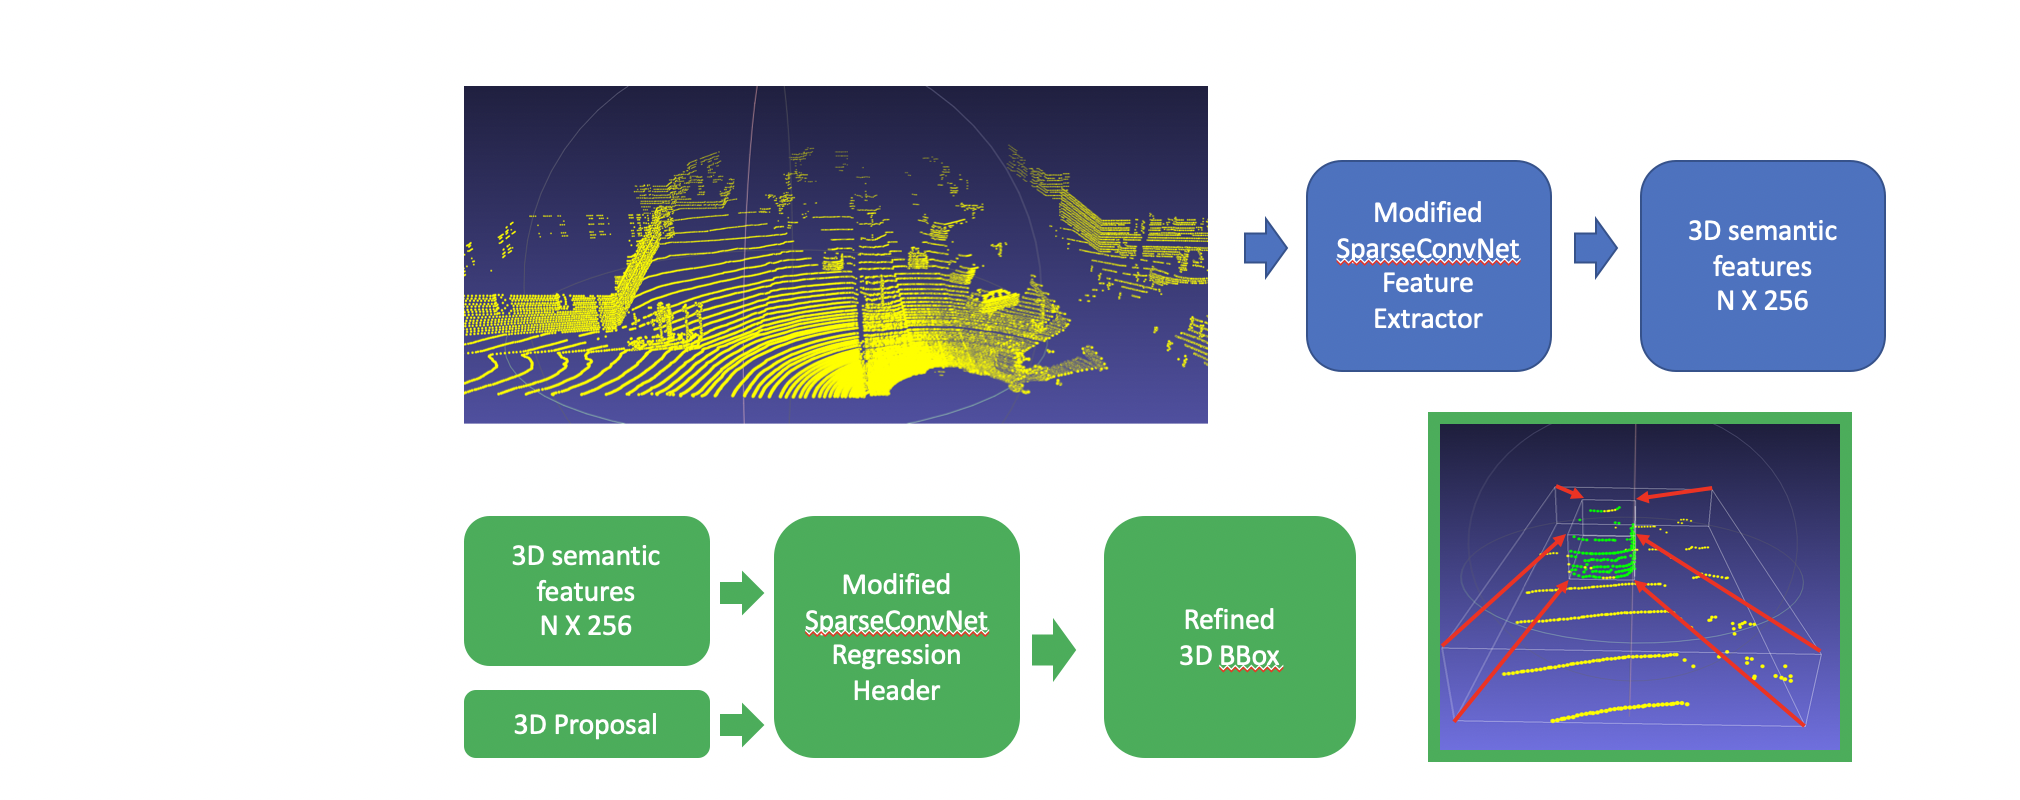 Modified
SparseConvNet
Feature
Extractor
3D semantic
features
N X 256
3D semantic
features
N X 256
3D Proposal
Modified
SparseConvNet
Regression
Header
Refined
3D BBox